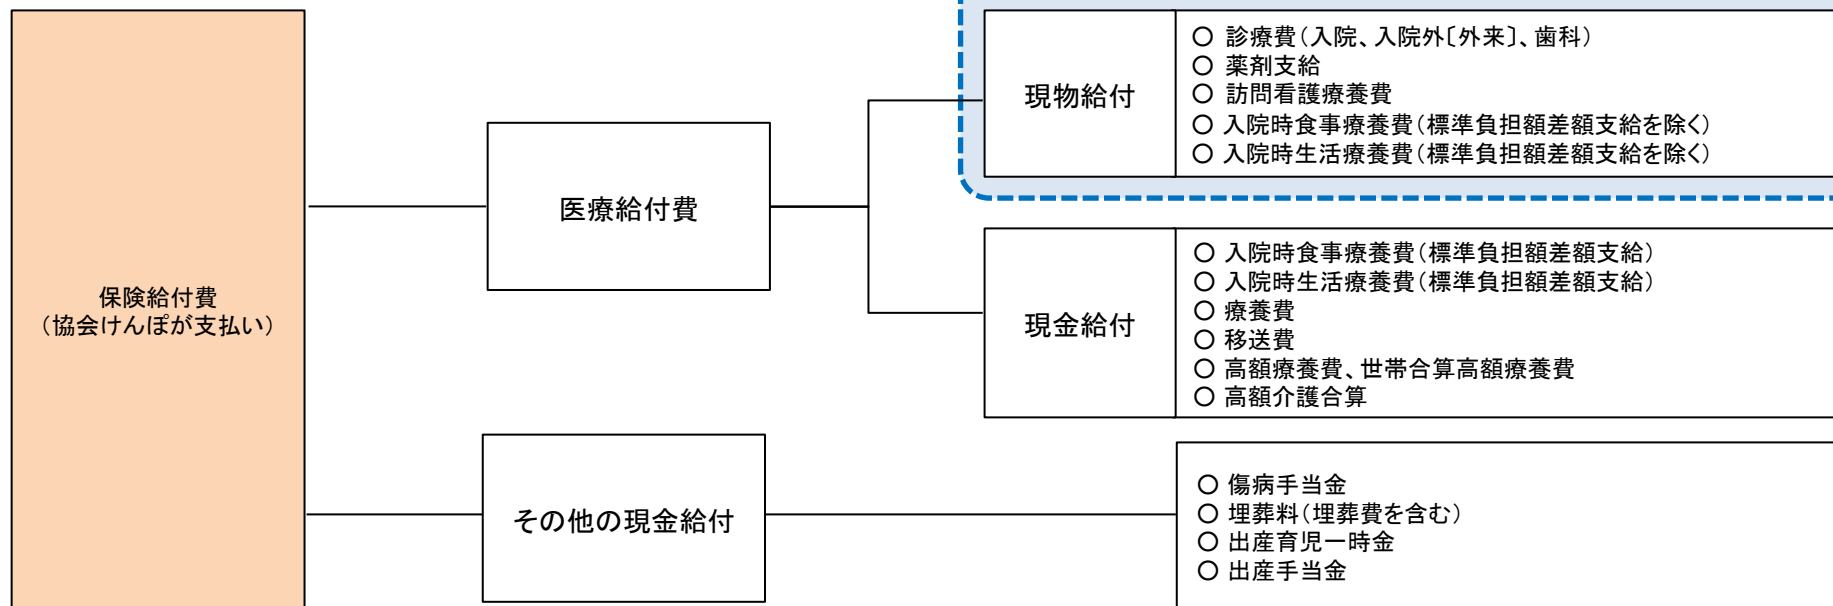 保険給付費
（協会けんぽが支払い）
医療給付費
現物給付
○ 診療費（入院、入院外〔外来〕、歯科）
○ 薬剤支給
○ 訪問看護療養費
○ 入院時食事療養費（標準負担額差額支給を除く）
○ 入院時生活療養費（標準負担額差額支給を除く）
現金給付
○ 入院時食事療養費（標準負担額差額支給）
○ 入院時生活療養費（標準負担額差額支給）
○ 療養費
○ 移送費
○ 高額療養費、世帯合算高額療養費
○ 高額介護合算
その他の現金給付
○ 傷病手当金
○ 埋葬料（埋葬費を含む）
○ 出産育児一時金
○ 出産手当金